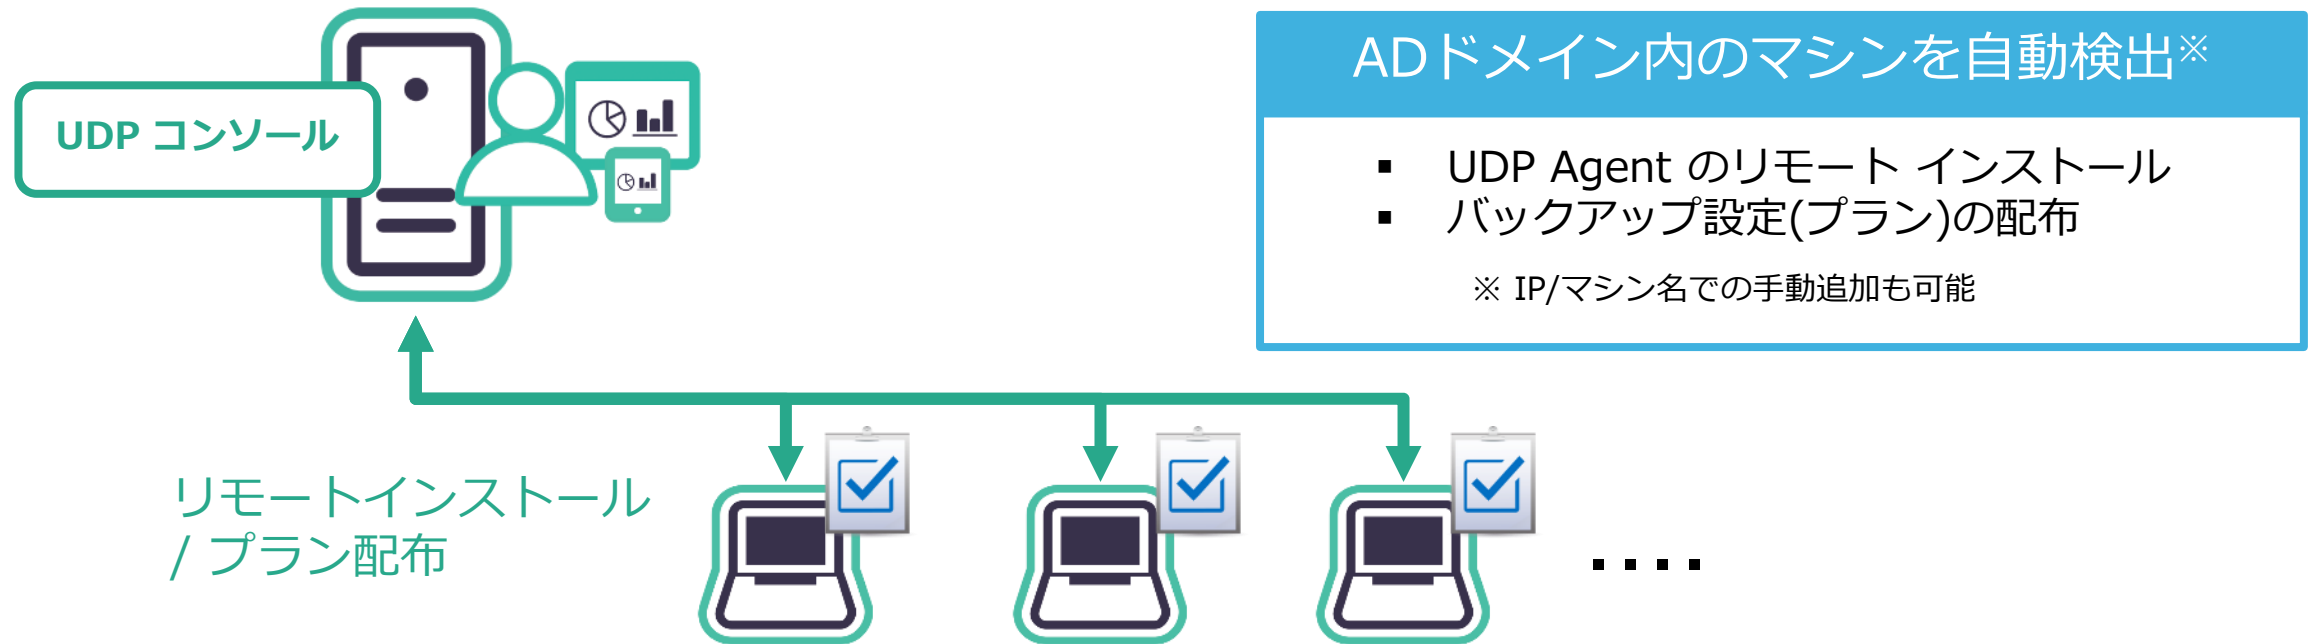 UDP コンソール
ADドメイン内のマシンを自動検出※
▪ UDP Agent のリモート インストール
▪ バックアップ設定(プラン)の配布
※ IP/マシン名での手動追加も可能
リモートインストール
/ プラン配布
▪▪▪▪